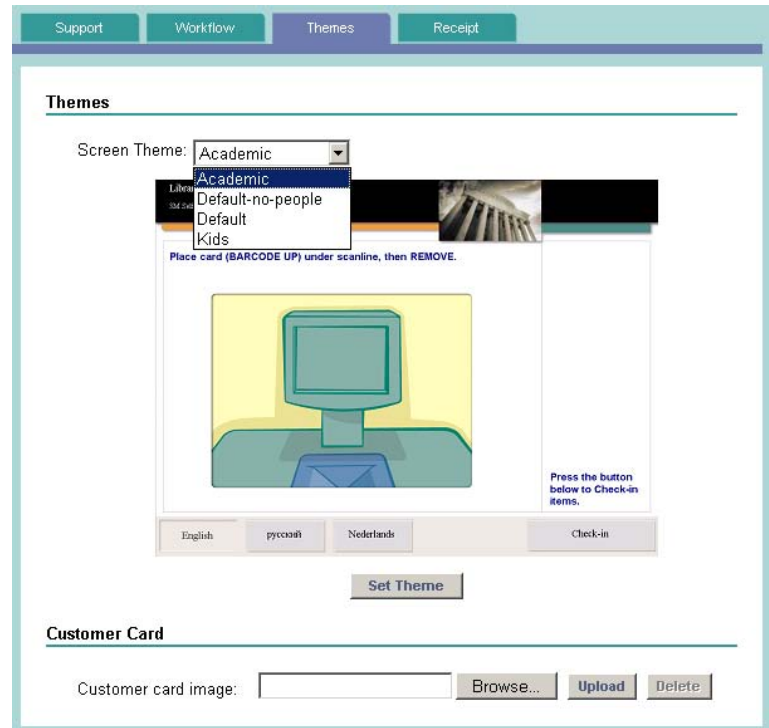 Support Workflow Themes Receipt
Themes
Screen Theme: Academic
Academic
Default-no-people
Default
Kids
Place card (BARCODE UP) under scanline, then REMOVE.
Press the button
below to Check-in
items.
English русский Nederlands Check-in
Set Theme
Customer Card
Customer card image: Browse... Upload Delete